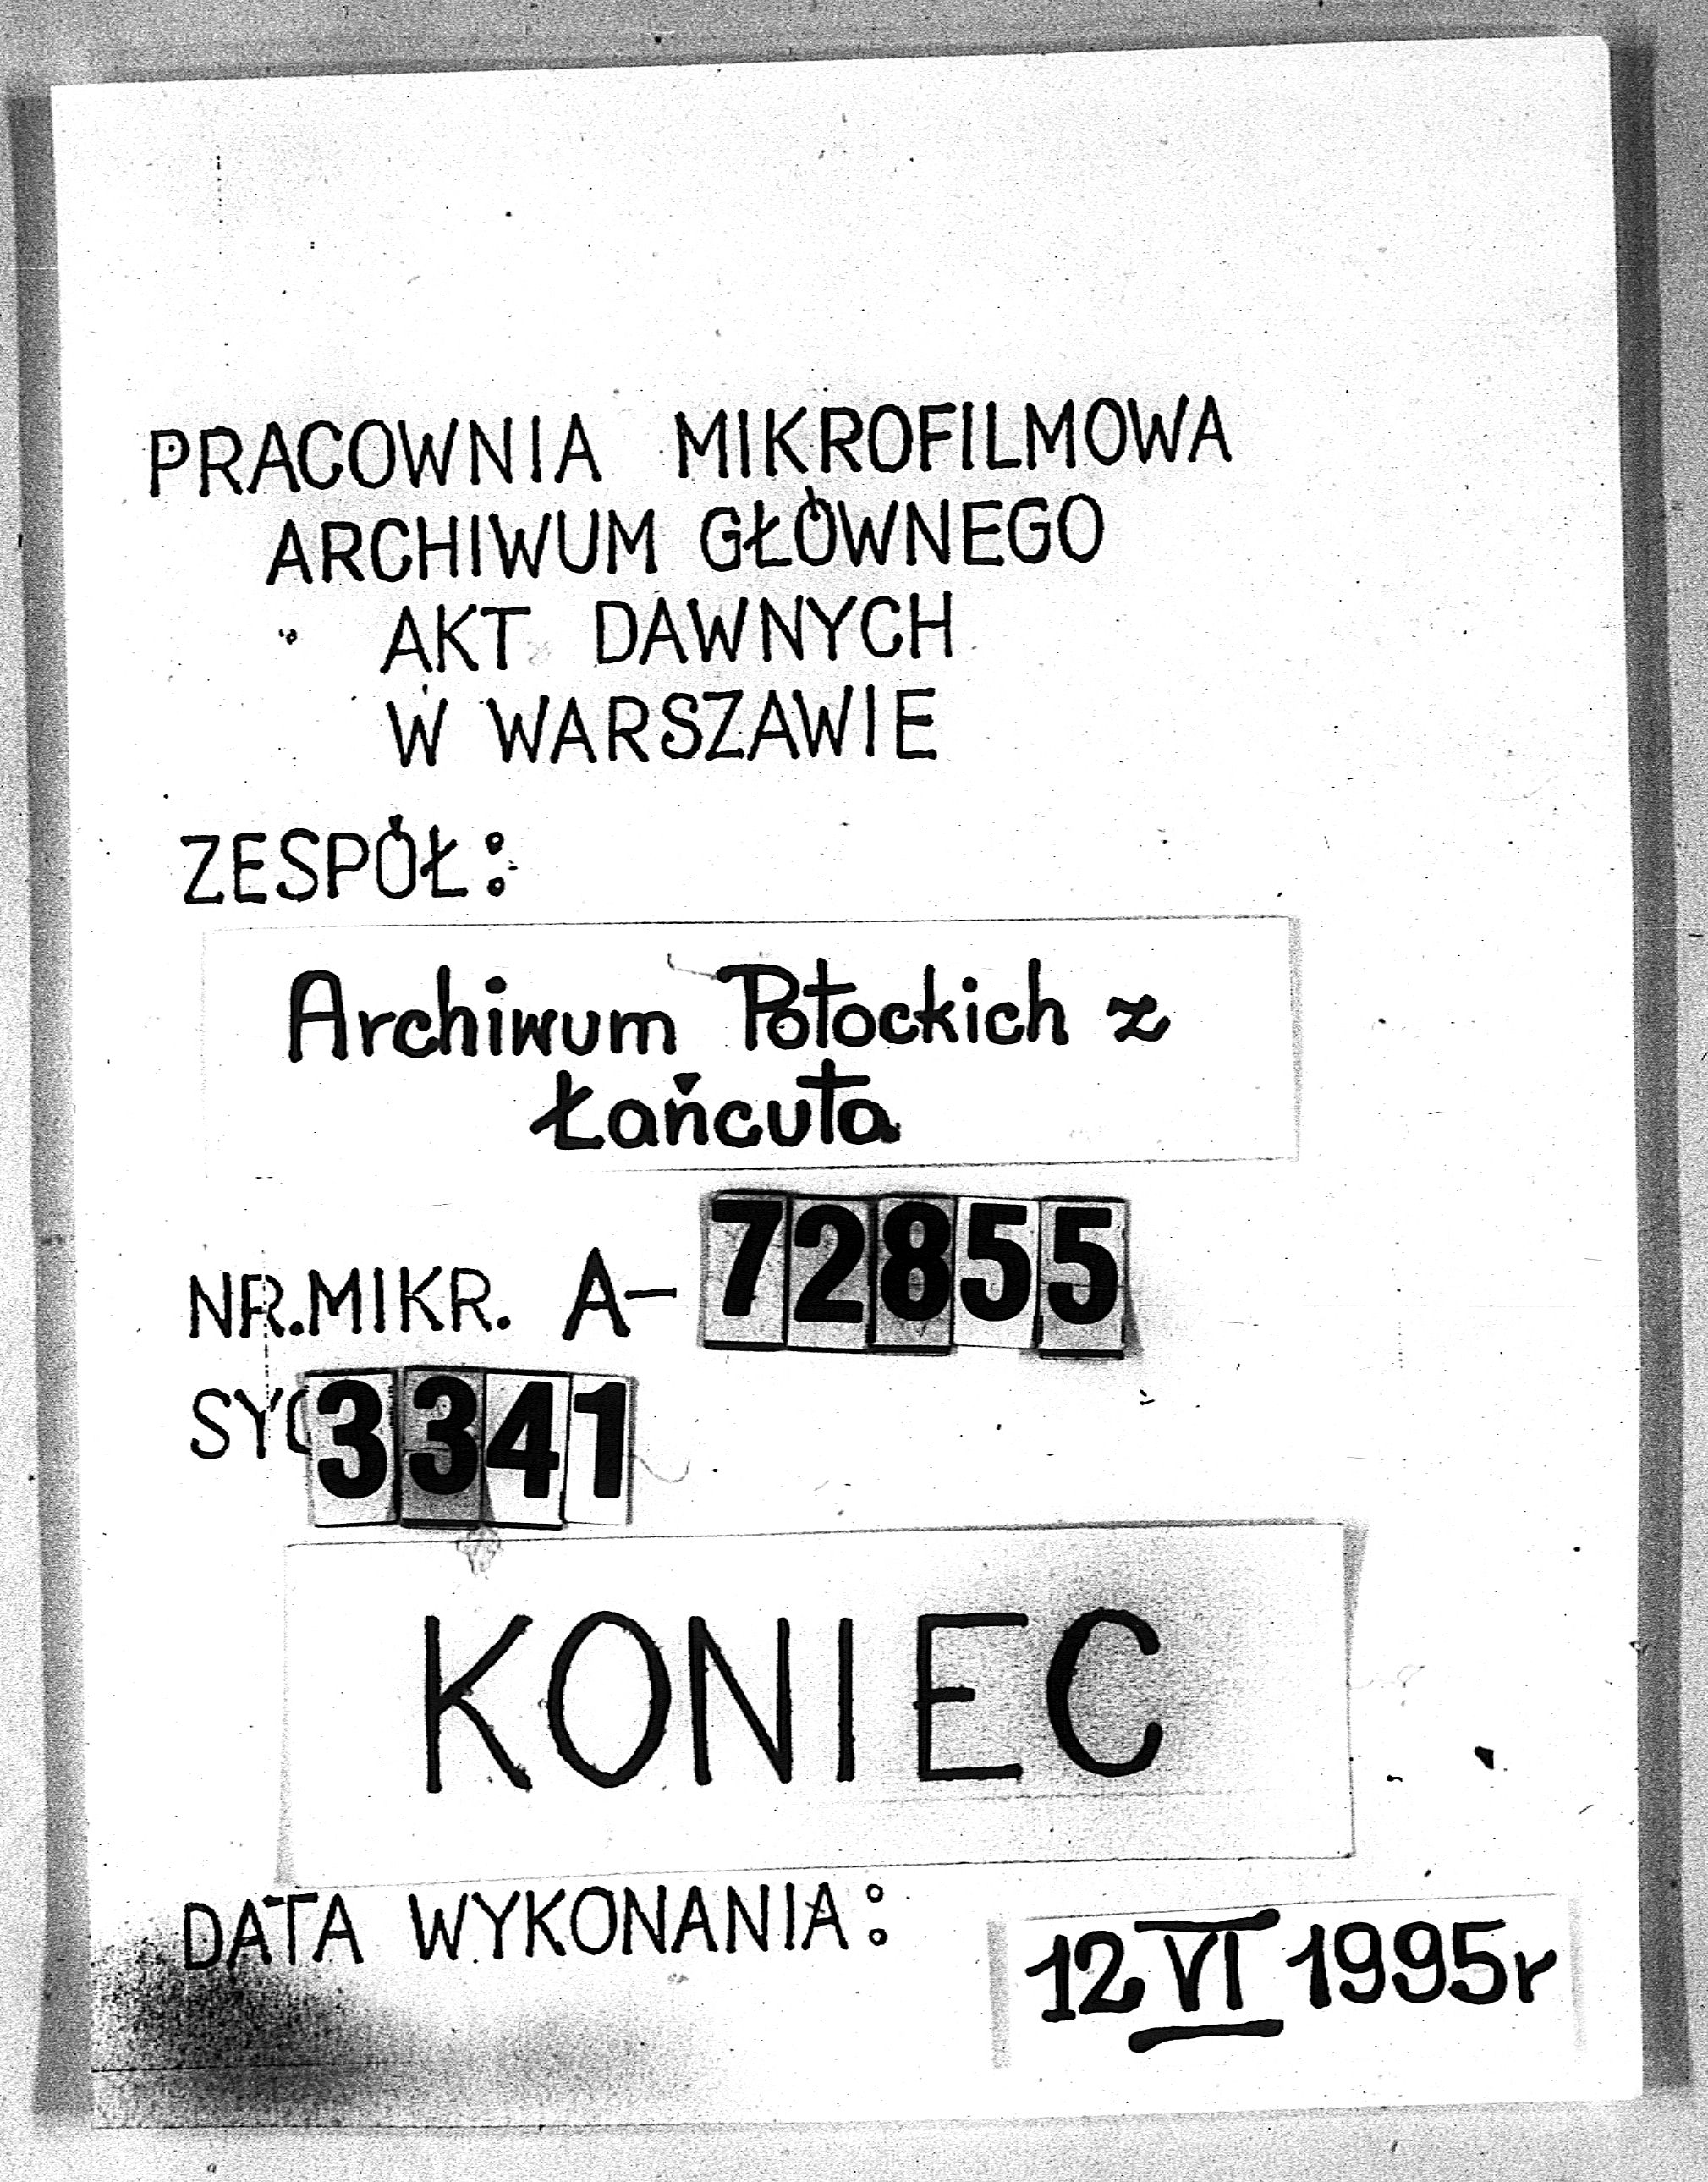 PRACOWNIA MIKROFILMOWA
ARCHIWUM GŁÓWNEGO
AKT DAWNYCH
W WARSZAWIE
ZESPÓŁ:
Archiwum Potockich z
Łańcuta
NR.MIKR. A-72855
SYG 3341
KONIEC
DATA WYKONANIA: 12 VI 1995r